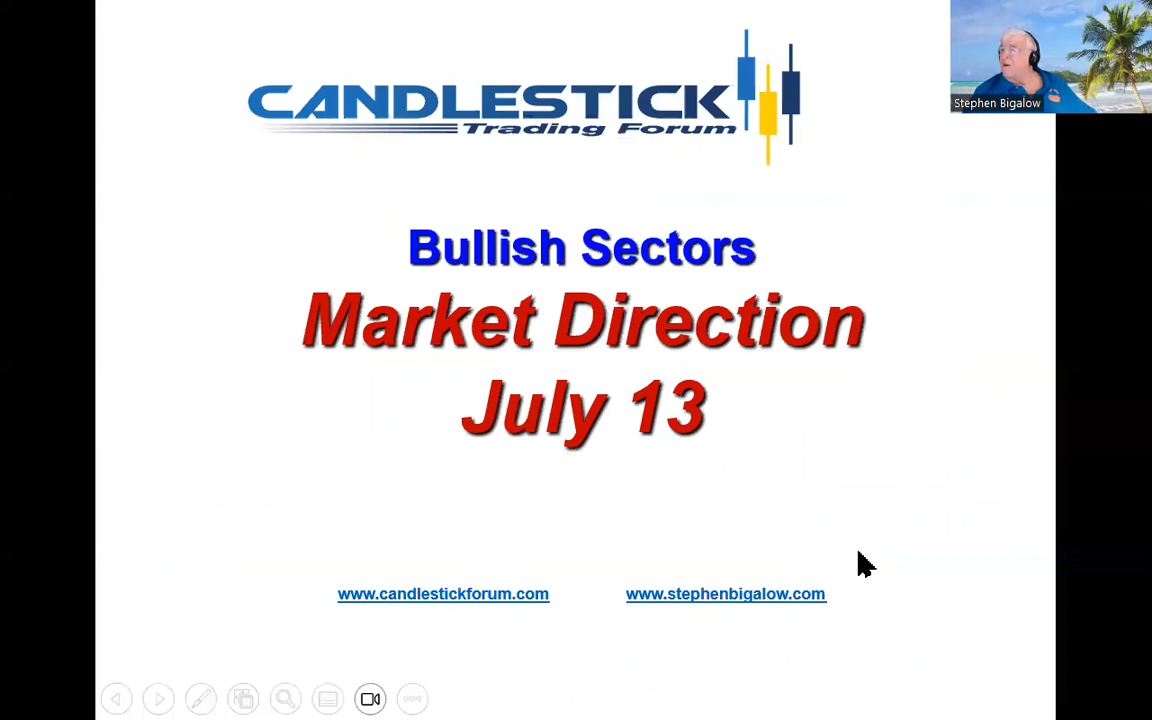 CANDLESTICK
Trading Forum
Stephen Bigalow
Bullish Sectors
Market Direction
July 13
www.candlestickforum.com
www.stephenbigalow.com